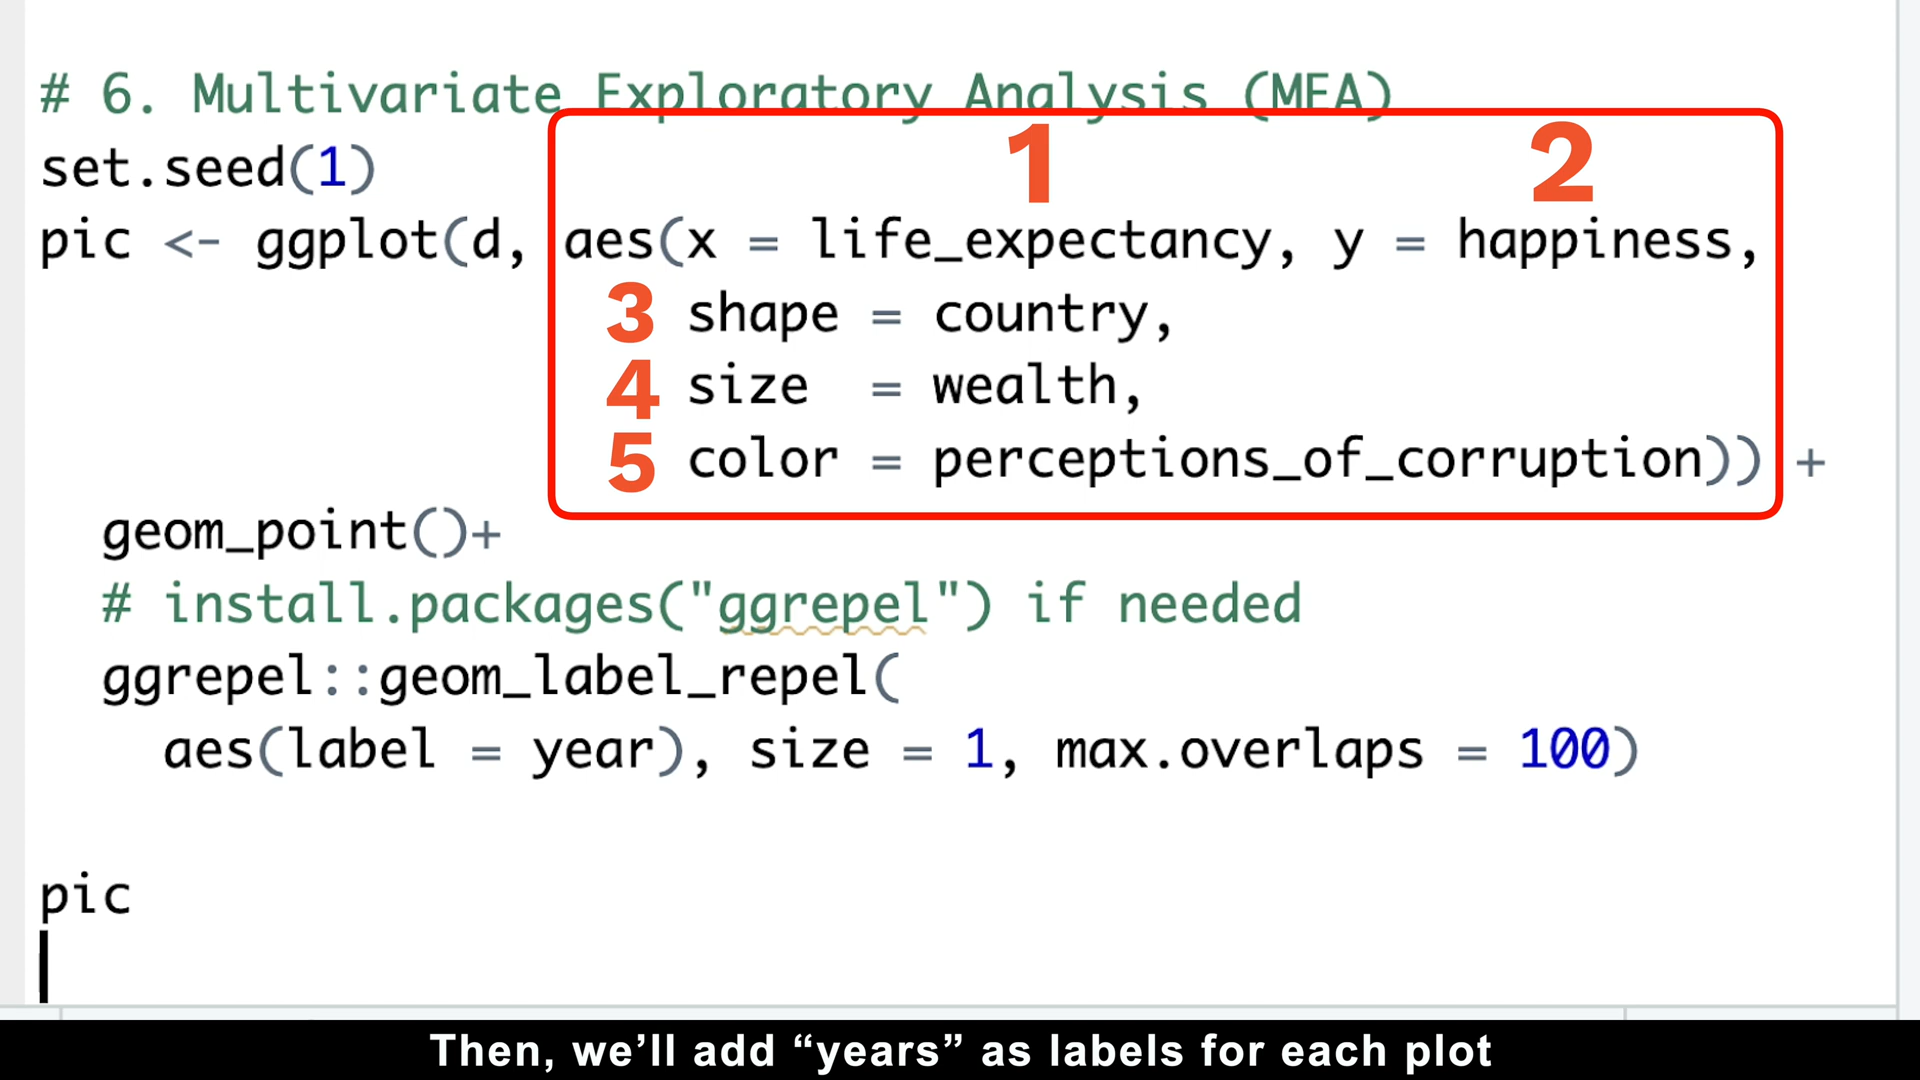 # 6. Multivariate Exploratory Analysis (MEA)
set.seed(1)
1 2
pic <- ggplot(d, aes(x = life_expectancy, y = happiness,
3 shape = country,
4 size = wealth,
5 color = perceptions_of_corruption)) +
geom_point()+
# install.packages("ggrepel") if needed
ggrepel::geom_label_repel(
aes(label = year), size = 1, max.overlaps = 100)
pic
Then, we’ll add “years” as labels for each plot